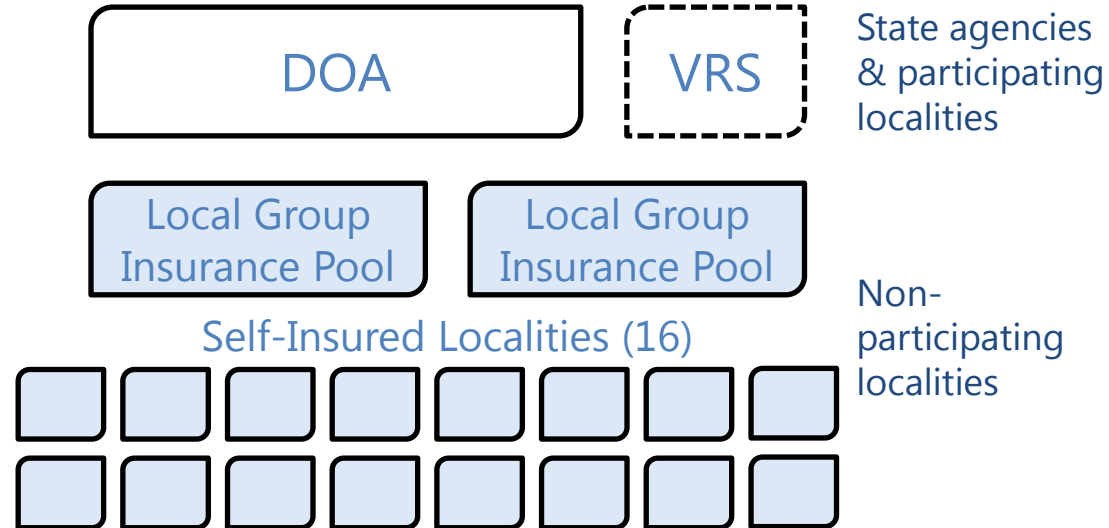 DOA
VRS
State agencies
& participating
localities
Local Group
Insurance Pool
Local Group
Insurance Pool
Self-Insured Localities (16)
Non-
participating
localities